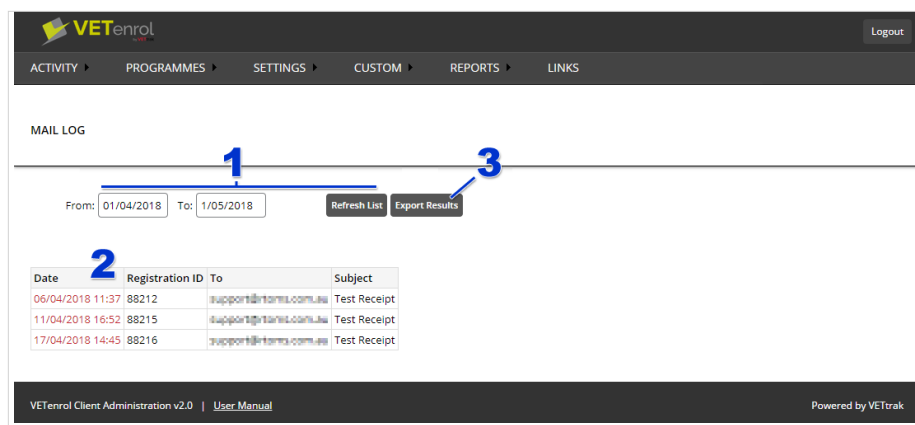 VETenrol
Logout
ACTIVITY PROGRAMMES SETTINGS CUSTOM REPORTS LINKS
MAIL LOG
1
3
From: 01/04/2018 To: 1/05/2018 Refresh List Export Results
2
Date Registration ID To Subject
06/04/2018 11:37 88212 Test Receipt
11/04/2018 16:52 88215 Test Receipt
17/04/2018 14:45 88216 Test Receipt
VETenrol Client Administration v2.0 | User Manual Powered by VETtrak